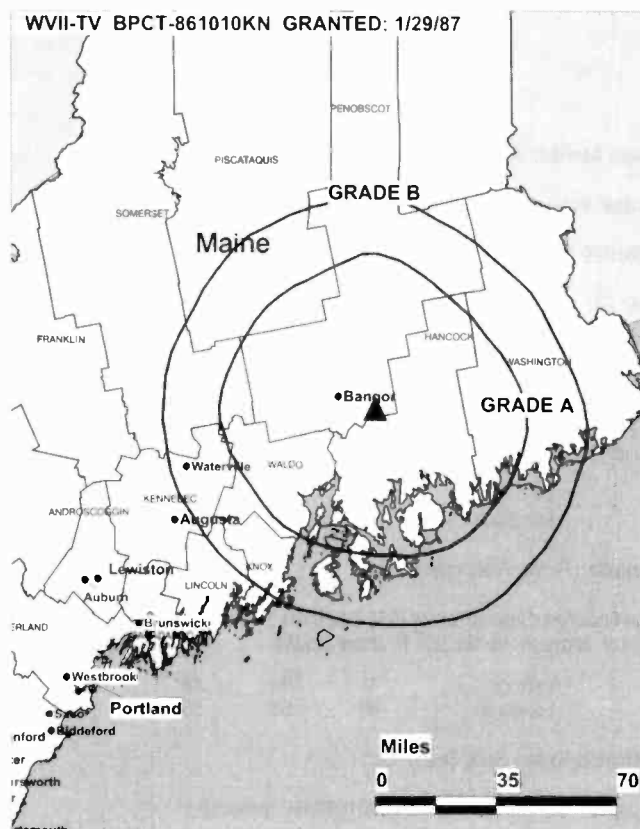 WVII-TV BPCT-861010KN GRANTED: 1/29/87
PENOBSCOT
PISCATAQUIS
GRADE B
SOMERSET
Maine
FRANKLIN
HANCOCK
WASHINGTON
Bangor
GRADE A
WALDO
Waterville
KENNEBEC
ANDROSCOGGIN
Augusta
KNOX
Lewiston
Auburn
LINCOLN
ERLAND
Brunswick
Westbrook
Portland
Biddeford
Miles
0 35 70